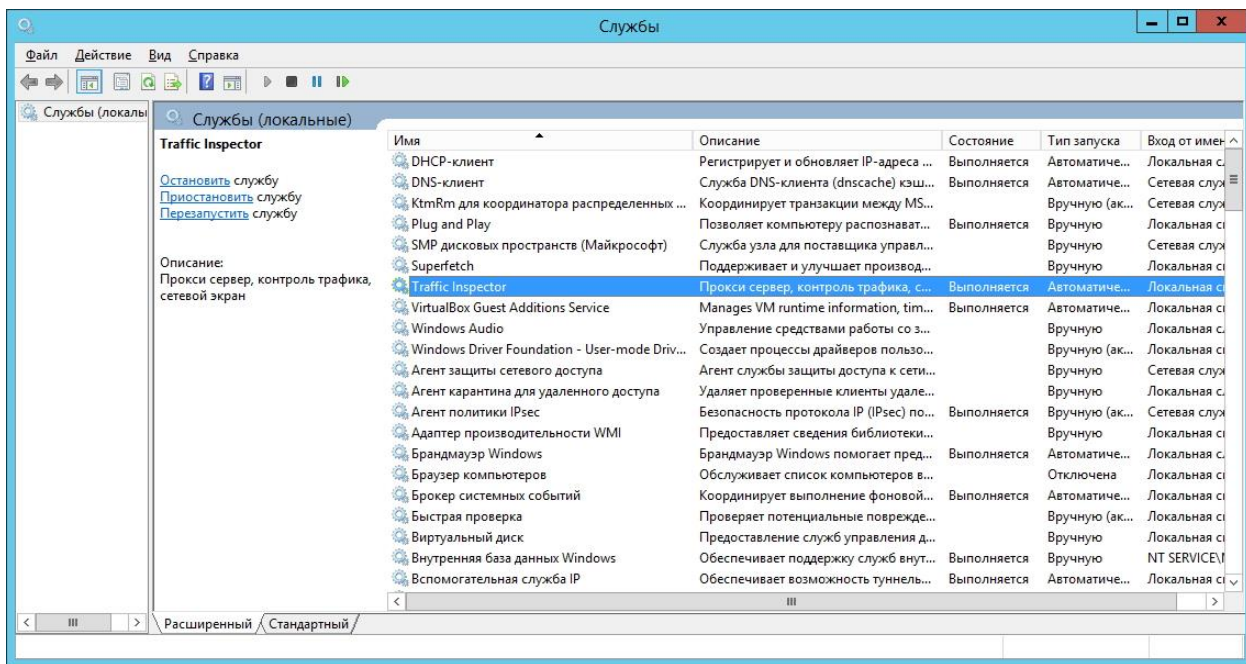 Службы
Файл Действие Вид Справка
Службы (локалы
Службы (локальные)
Traffic Inspector
Остановить службу
Приостановить службу
Перезапустить службу
Описание:
Прокси сервер, контроль трафика,
сетевой экран
Имя Описание Состояние Тип запуска Вход от имен
DHCP-клиент Регистрирует и обновляет IP-адреса ... Выполняется Автоматиче... Локальная с
DNS-клиент Служба DNS-клиента (dnscache) кэш... Выполняется Автоматиче... Сетевая служ
KtmRm для координатора распределенных ... Координирует транзакции между MS... Вручную (ак... Сетевая служ
Plug and Play Позволяет компьютеру распознават... Выполняется Вручную Локальная с
SMP дисковых пространств (Майкрософт) Служба узла для поставщика управл... Вручную Сетевая служ
Superfetch Поддерживает и улучшает производ... Вручную Локальная с
Traffic Inspector Прокси сервер, контроль трафика, с... Выполняется Автоматиче... Локальная с
VirtualBox Guest Additions Service Manages VM runtime information, tim... Выполняется Автоматиче... Локальная с
Windows Audio Управление средствами работы со з... Вручную Локальная с
Windows Driver Foundation - User-mode Driv... Создает процессы драйверов пользо... Вручную (ак... Локальная с
Агент защиты сетевого доступа Агент службы защиты доступа к сети... Вручную Сетевая служ
Агент карантина для удаленного доступа Удаляет проверенные клиенты удале... Вручную Локальная с
Агент политики IPsec Безопасность протокола IP (IPsec) по... Выполняется Вручную (ак... Сетевая служ
Адаптер производительности WMI Предоставляет сведения библиотеки... Вручную Локальная с
Брандмауэр Windows Брандмауэр Windows помогает пред... Выполняется Автоматиче... Локальная с
Браузер компьютеров Обслуживает список компьютеров в... Отключена Локальная с
Брокер системных событий Координирует выполнение фоновой... Выполняется Автоматиче... Локальная с
Быстрая проверка Проверяет потенциальные поврежде... Вручную (ак... Локальная с
Виртуальный диск Предоставление служб управления д... Вручную Локальная с
Внутренняя база данных Windows Обеспечивает поддержку служб внут... Выполняется Вручную NT SERVICE\
Вспомогательная служба IP Обеспечивает возможность туннель... Выполняется Автоматиче... Локальная с
Расширенный Стандартный